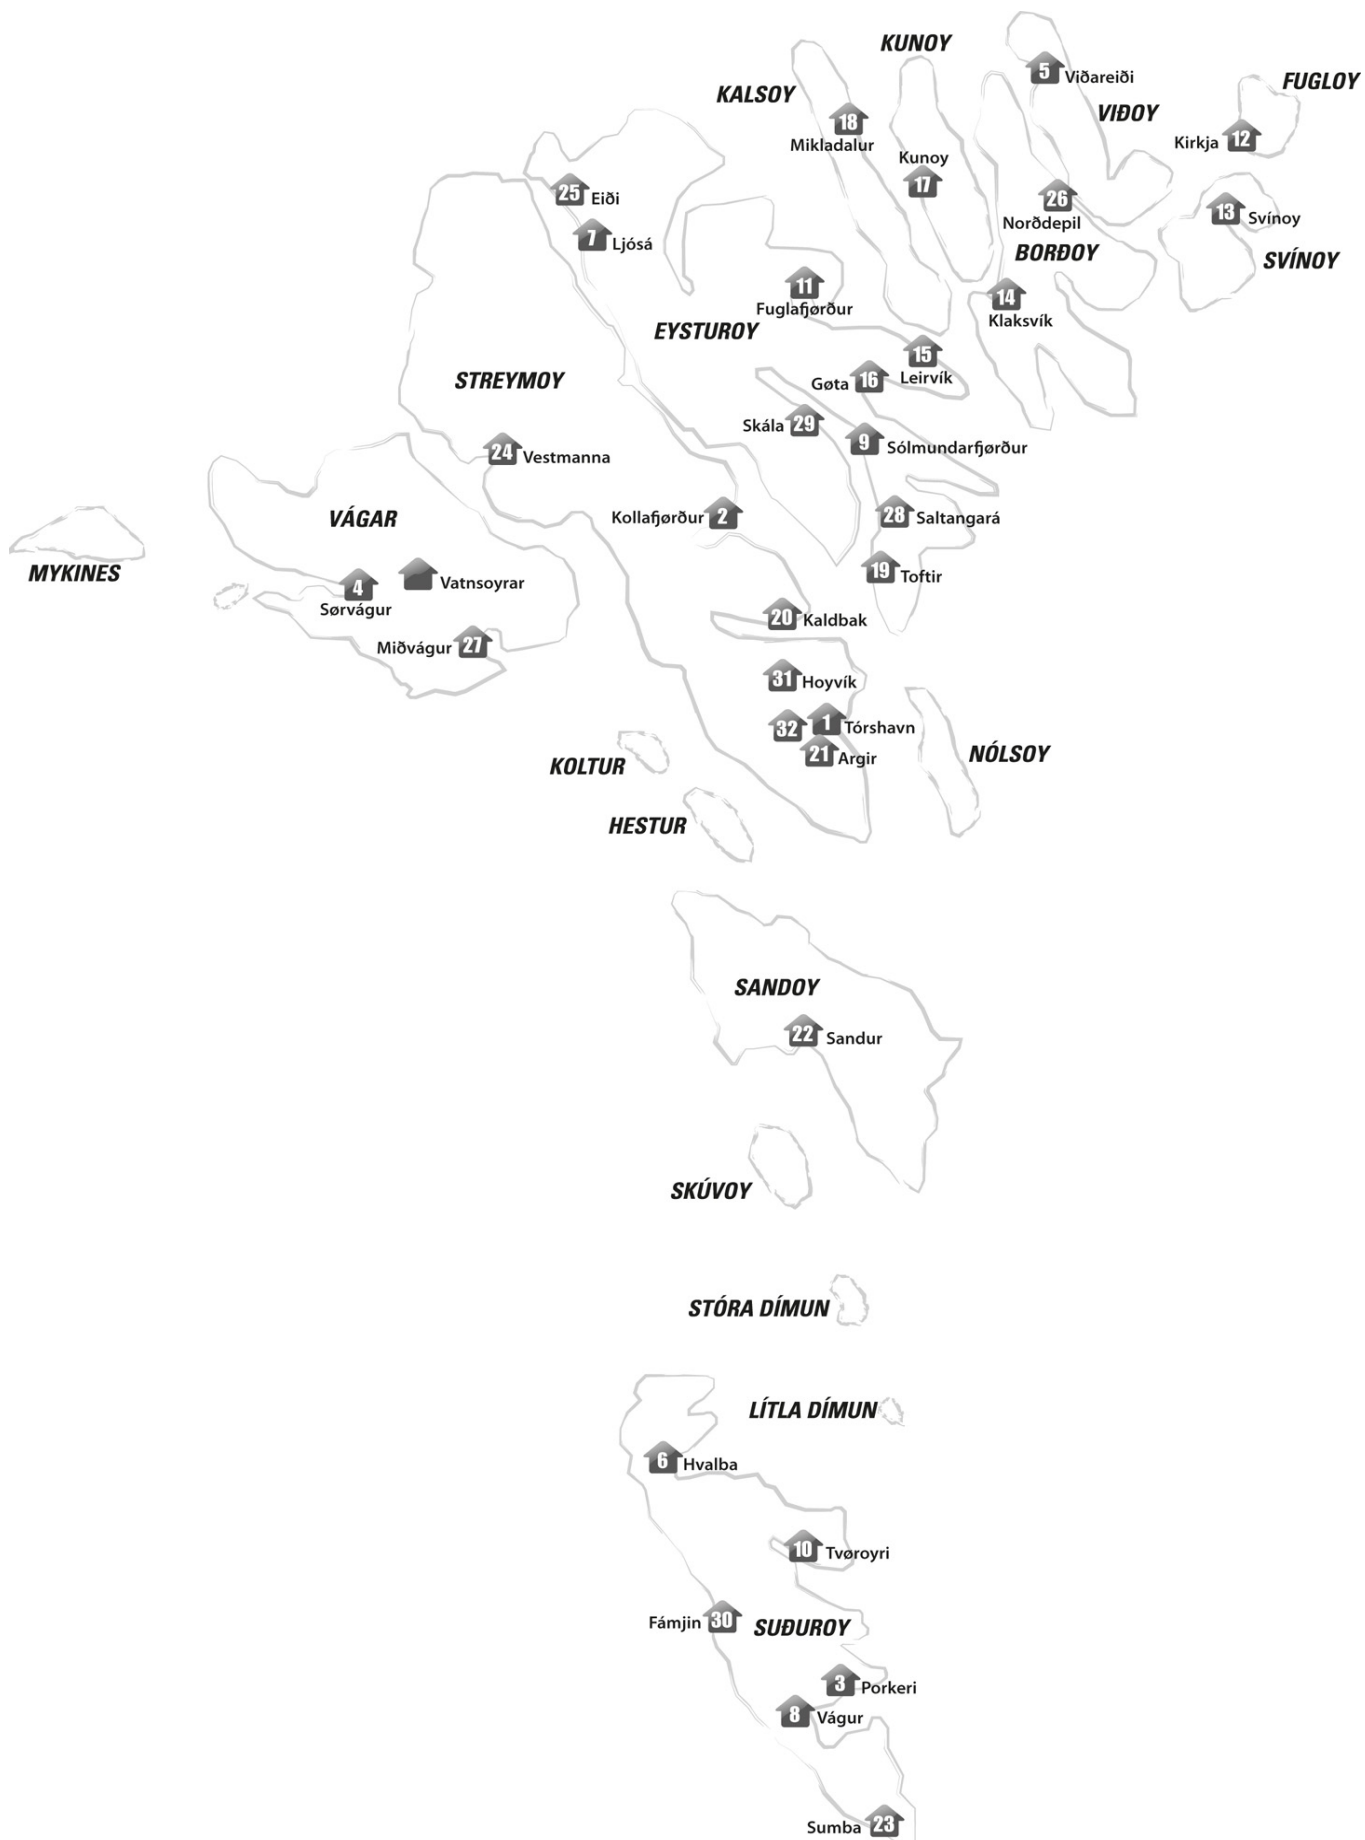 KUNOY
5 Viðareiði
FUGLOY
KALSOY
VIÐOY
18
Mikladalur
Kirkja 12
Kunoy
17
25 Eiði
26
Norðdepil
13 Svínoy
7 Ljósá
BORÐOY
SVÍNOY
11
Fuglafjørður
14
Klaksvík
EYSTUROY
15
Leirvík
STREYMOY
Gøta 16
Skála 29
9 Sólmundarfjørður
24 Vestmanna
VÁGAR
Kollafjørður 2
28 Saltangará
MYKINES
Vatnsoyrar
19 Toftir
4
Sørvágur
20 Kaldbak
Miðvágur 27
31 Hoyvík
32
1 Tórshavn
21 Argir
NÓLSOY
KOLTUR
HESTUR
SANDOY
22 Sandur
SKÚVOY
STÓRA DÍMUN
LÍTLA DÍMUN
6 Hvalba
10 Tvøroyri
Fámjin 30
SUÐUROY
3 Porkeri
8 Vágur
Sumba 23